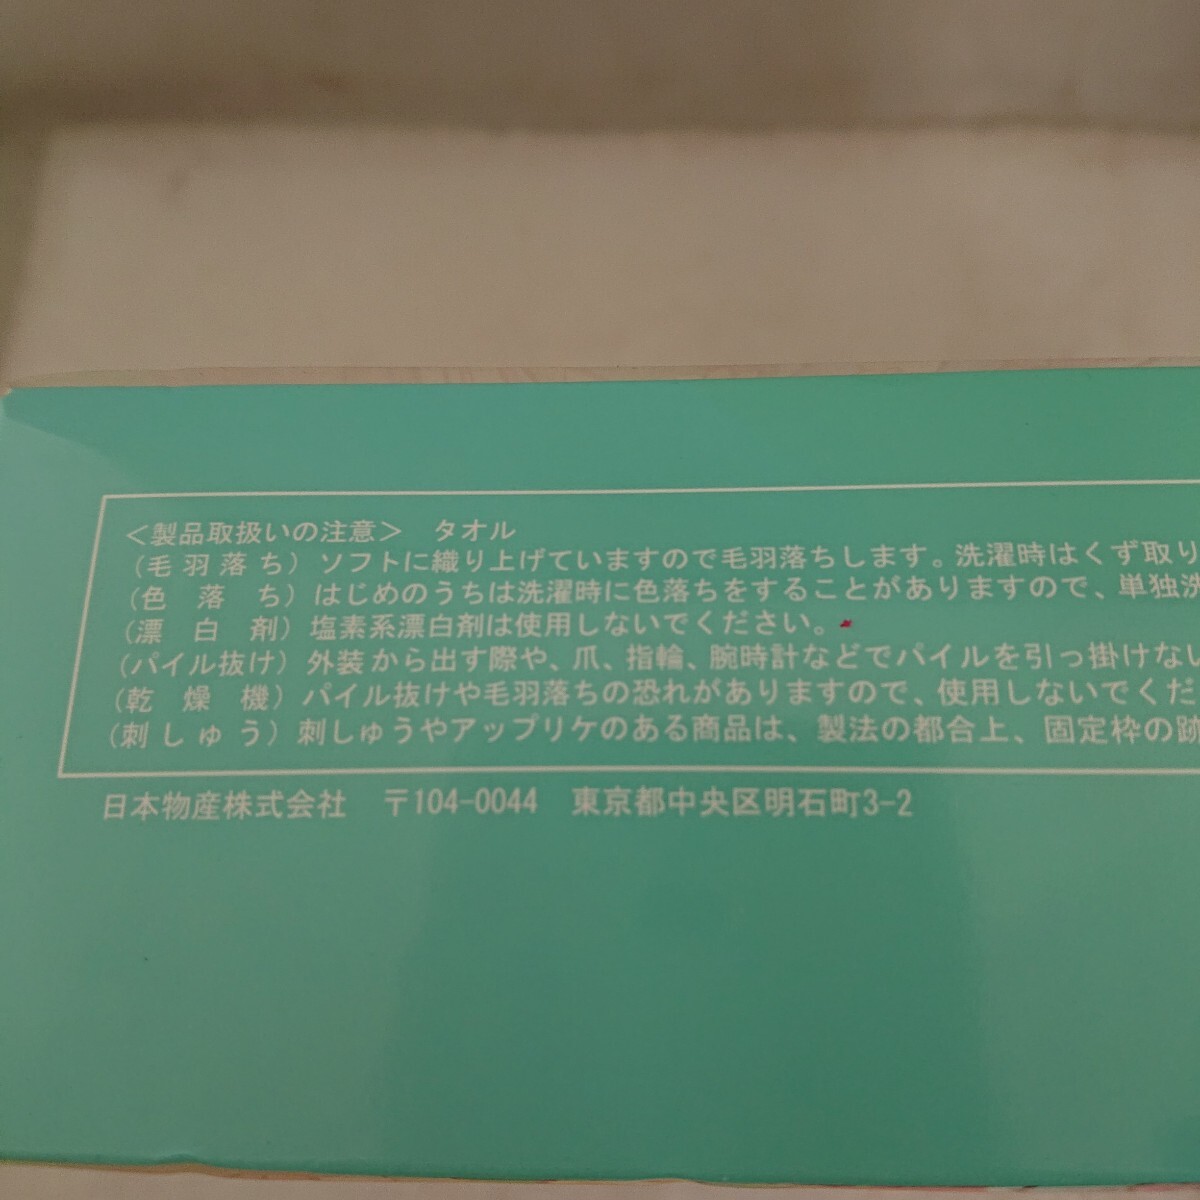 ＜製品取扱いの注意＞　タオル
(毛羽落ち) ソフトに織り上げていますので毛羽落ちします。洗濯時はくず取り
(色落ち) はじめのうちは洗濯時に色落ちをすることがありますので、単独洗
(漂白剤) 塩素系漂白剤は使用しないでください。
(パイル抜け) 外装から出す際や、爪、指輪、腕時計などでパイルを引っ掛けない
(乾燥機) パイル抜けや毛羽落ちの恐れがありますので、使用しないでくだ
(刺しゅう) 刺しゅうやアップリケのある商品は、製法の都合上、固定枠の跡
日本物産株式会社　〒104-0044　東京都中央区明石町3-2